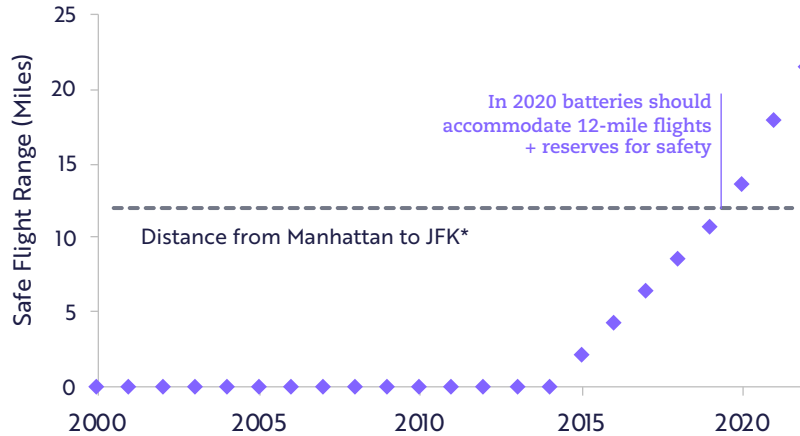 25
20
15
10
5
0
Safe Flight Range (Miles)
In 2020 batteries should
accommodate 12-mile flights
+ reserves for safety
Distance from Manhattan to JFK*
2000 2005 2010 2015 2020